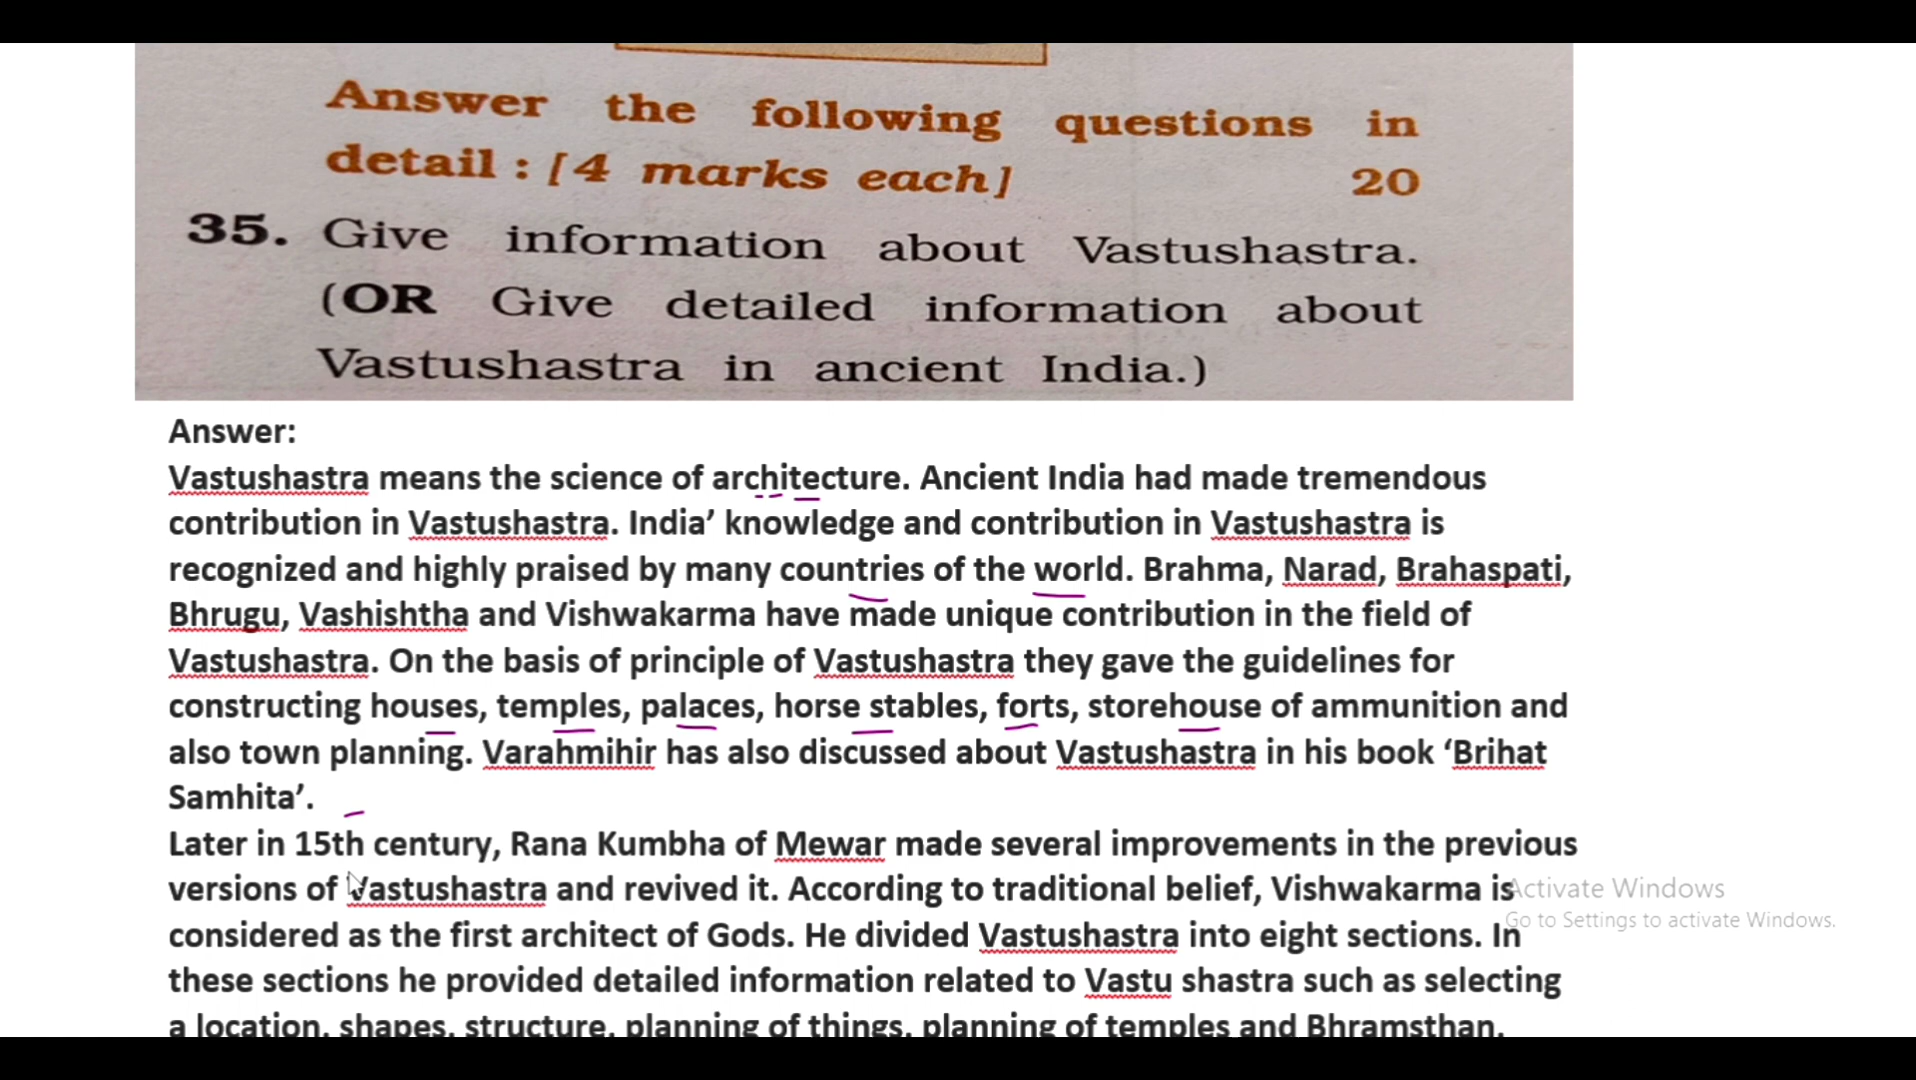 Answer the following questions in
detail : [4 marks each] 20
35. Give information about Vastushastra.
(OR Give detailed information about
Vastushastra in ancient India.)
Answer:
Vastushastra means the science of architecture. Ancient India had made tremendous
contribution in Vastushastra. India’ knowledge and contribution in Vastushastra is
recognized and highly praised by many countries of the world. Brahma, Narad, Brahaspati,
Bhrugu, Vashishtha and Vishwakarma have made unique contribution in the field of
Vastushastra. On the basis of principle of Vastushastra they gave the guidelines for
constructing houses, temples, palaces, horse stables, forts, storehouse of ammunition and
also town planning. Varahmihir has also discussed about Vastushastra in his book ‘Brihat
Samhita’.
Later in 15th century, Rana Kumbha of Mewar made several improvements in the previous
versions of Vastushastra and revived it. According to traditional belief, Vishwakarma is
considered as the first architect of Gods. He divided Vastushastra into eight sections. In
these sections he provided detailed information related to Vastu shastra such as selecting
a location, shapes, structure, planning of things, planning of temples and Bhramsthan,
Activate Windows
Go to Settings to activate Windows.